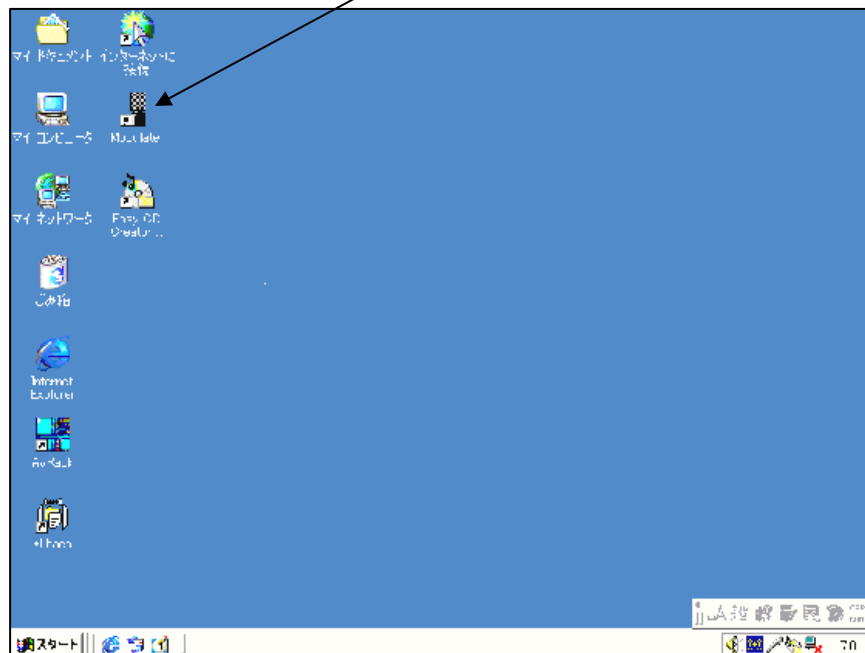 マイ ドキュメント
インターネットに
接続
マイ コンピュータ
Modulate
マイ ネットワーク
Easy CD
Creator ...
ごみ箱
Internet
Explorer
スタート